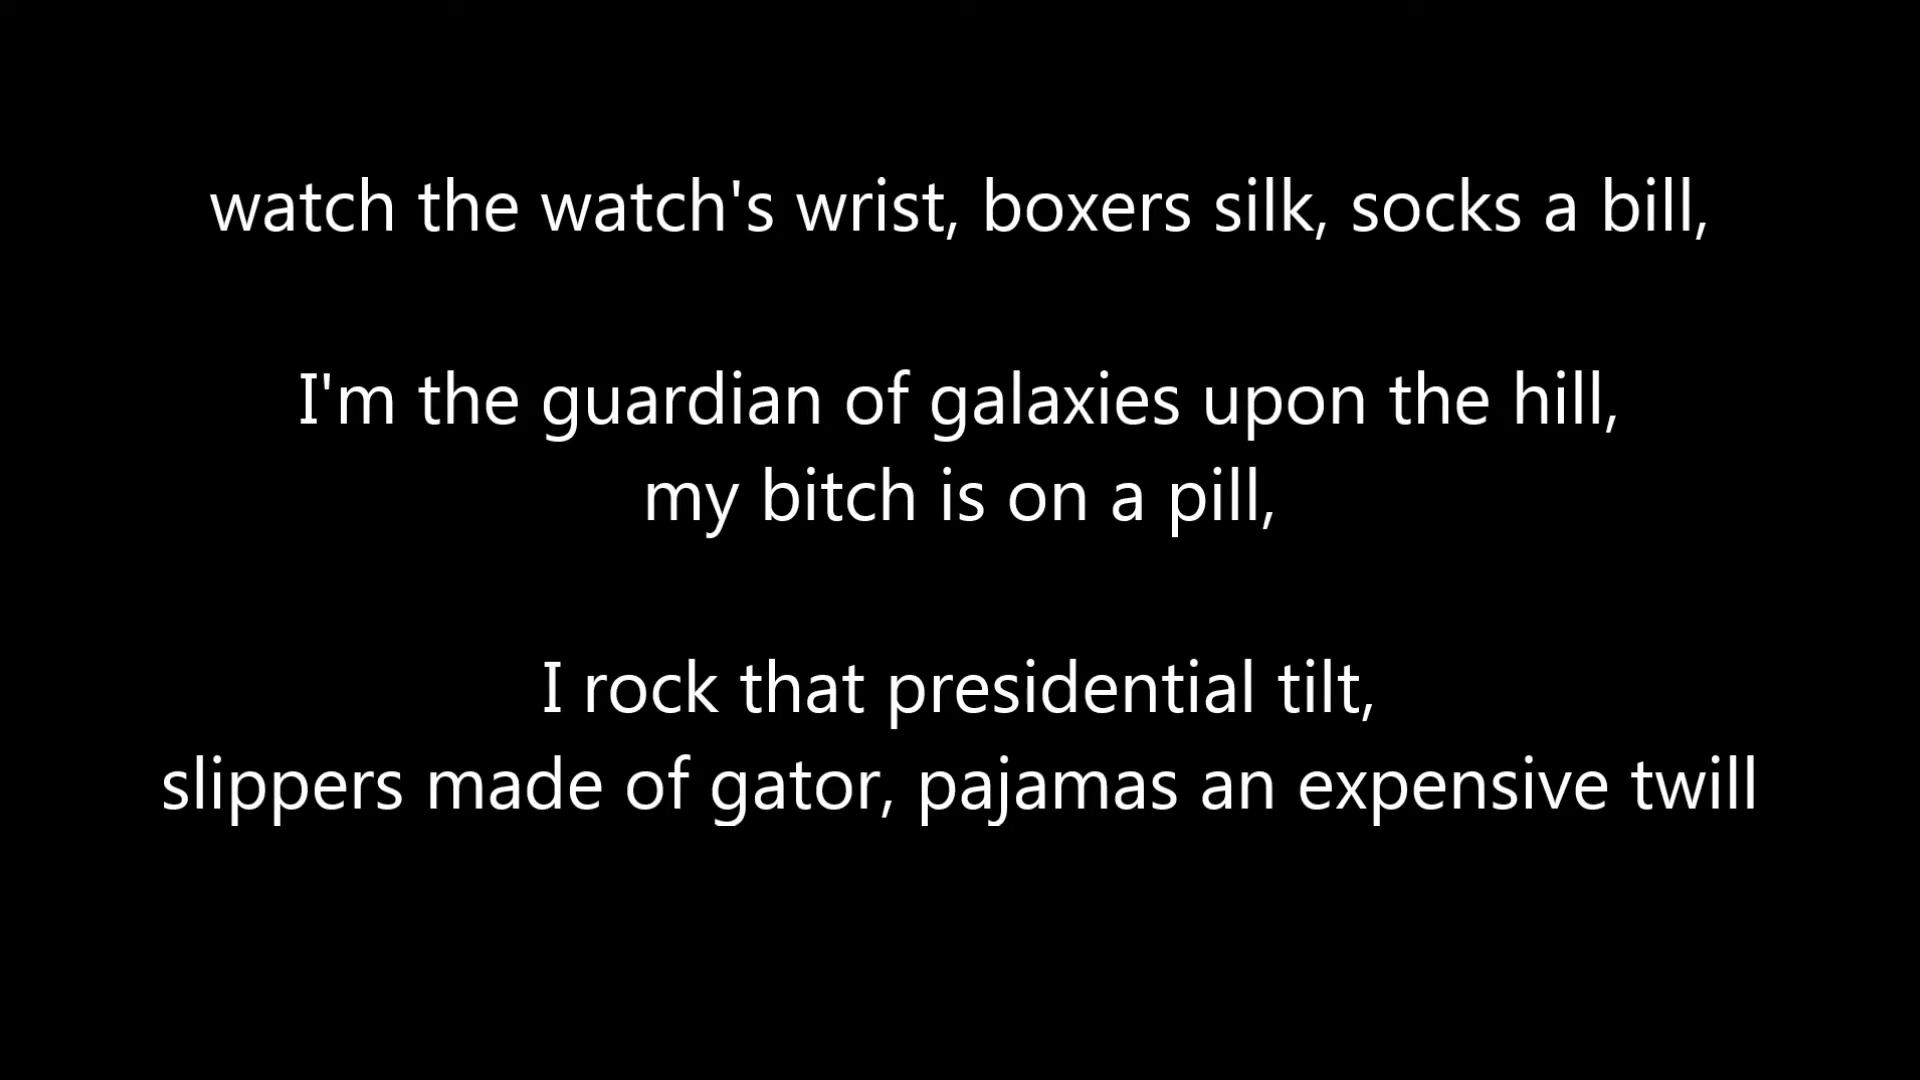 watch the watch's wrist, boxers silk, socks a bill,
I'm the guardian of galaxies upon the hill,
my bitch is on a pill,
I rock that presidential tilt,
slippers made of gator, pajamas an expensive twill